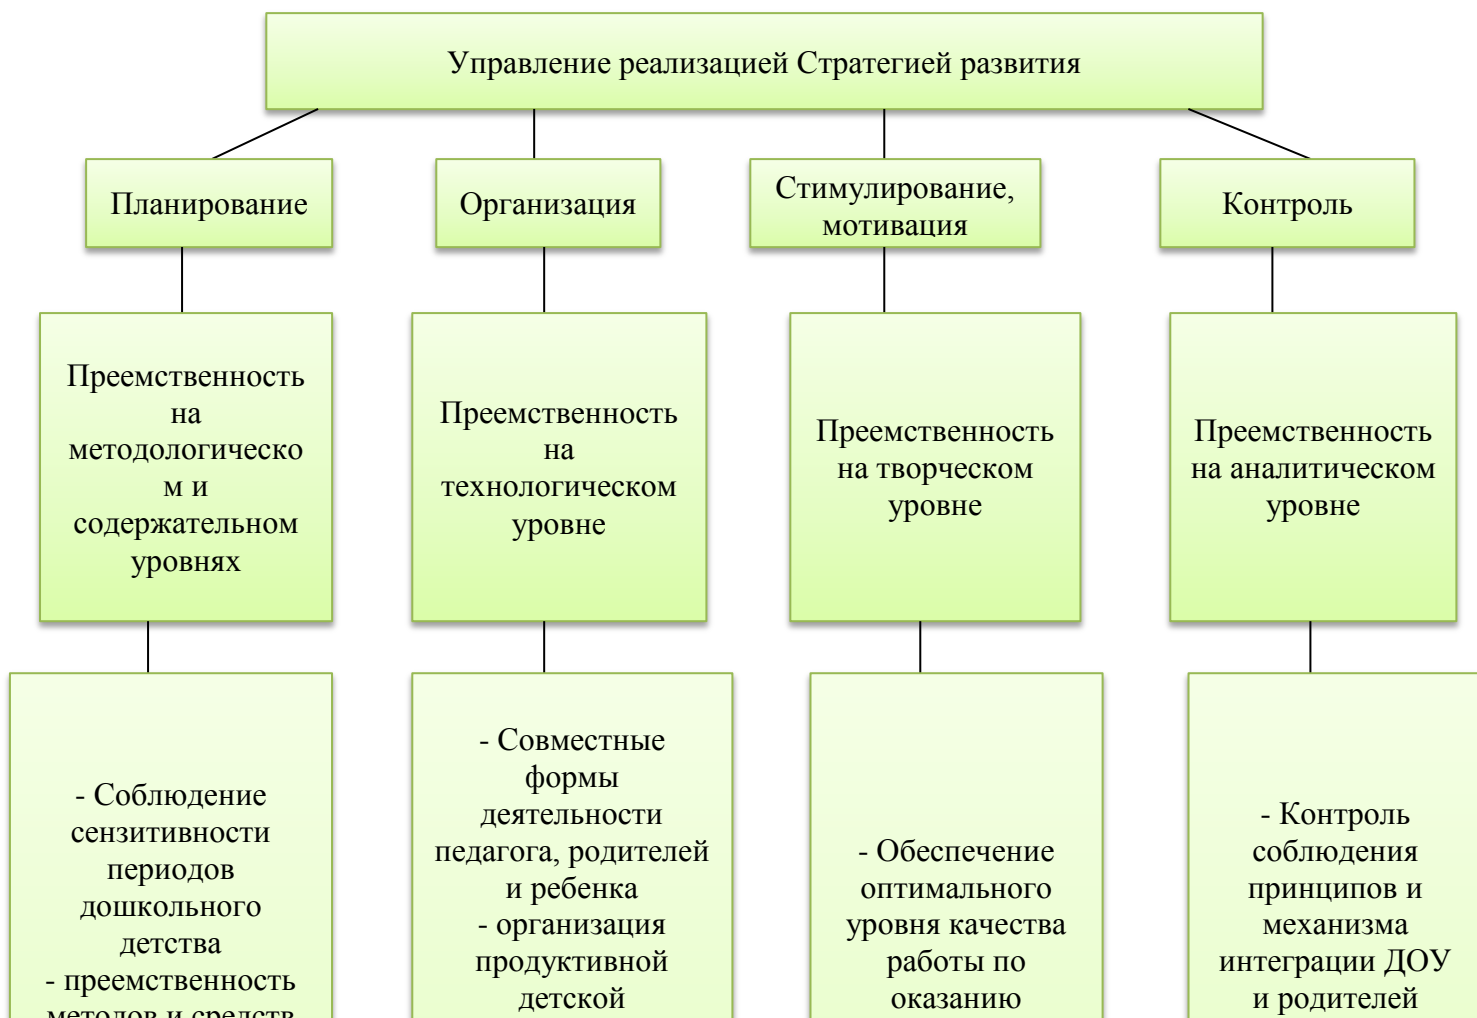 Управление реализацией Стратегией развития
Планирование
Организация
Стимулирование,
мотивация
Контроль
Преемственность
на
методологическо
м и
содержательном
уровнях
Преемственность
на
технологическом
уровне
Преемственность
на творческом
уровне
Преемственность
на аналитическом
уровне
- Соблюдение
сензитивности
периодов
дошкольного
детства
- преемственность
методов и средств
- Совместные
формы
деятельности
педагога, родителей
и ребенка
- организация
продуктивной
детской
- Обеспечение
оптимального
уровня качества
работы по
оказанию
- Контроль
соблюдения
принципов и
механизма
интеграции ДОУ
и родителей